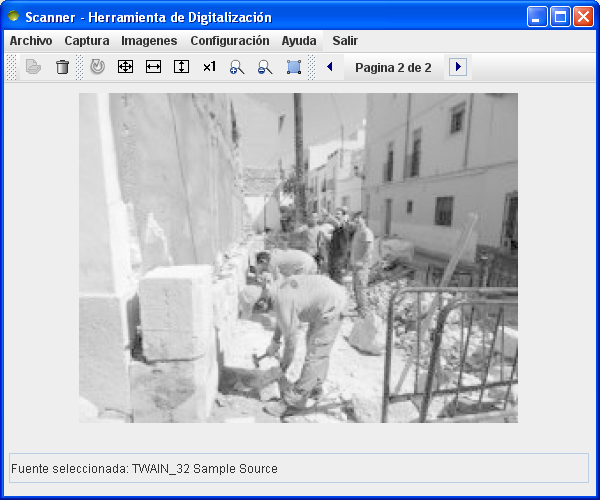 Scanner - Herramienta de Digitalización
Archivo Captura Imagenes Configuración Ayuda Salir
×1 Pagina 2 de 2
Fuente seleccionada: TWAIN_32 Sample Source